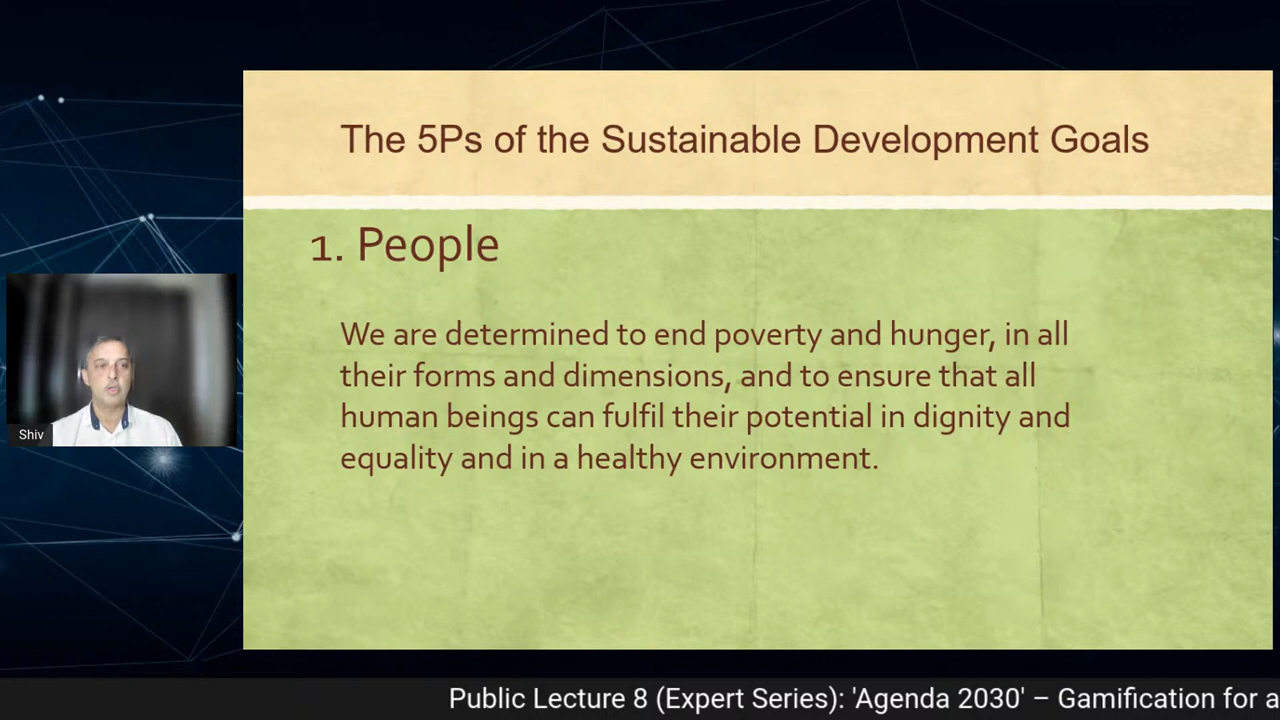 The 5Ps of the Sustainable Development Goals
1. People
We are determined to end poverty and hunger, in all
their forms and dimensions, and to ensure that all
human beings can fulfil their potential in dignity and
equality and in a healthy environment.
Shiv
Public Lecture 8 (Expert Series): 'Agenda 2030' – Gamification for a